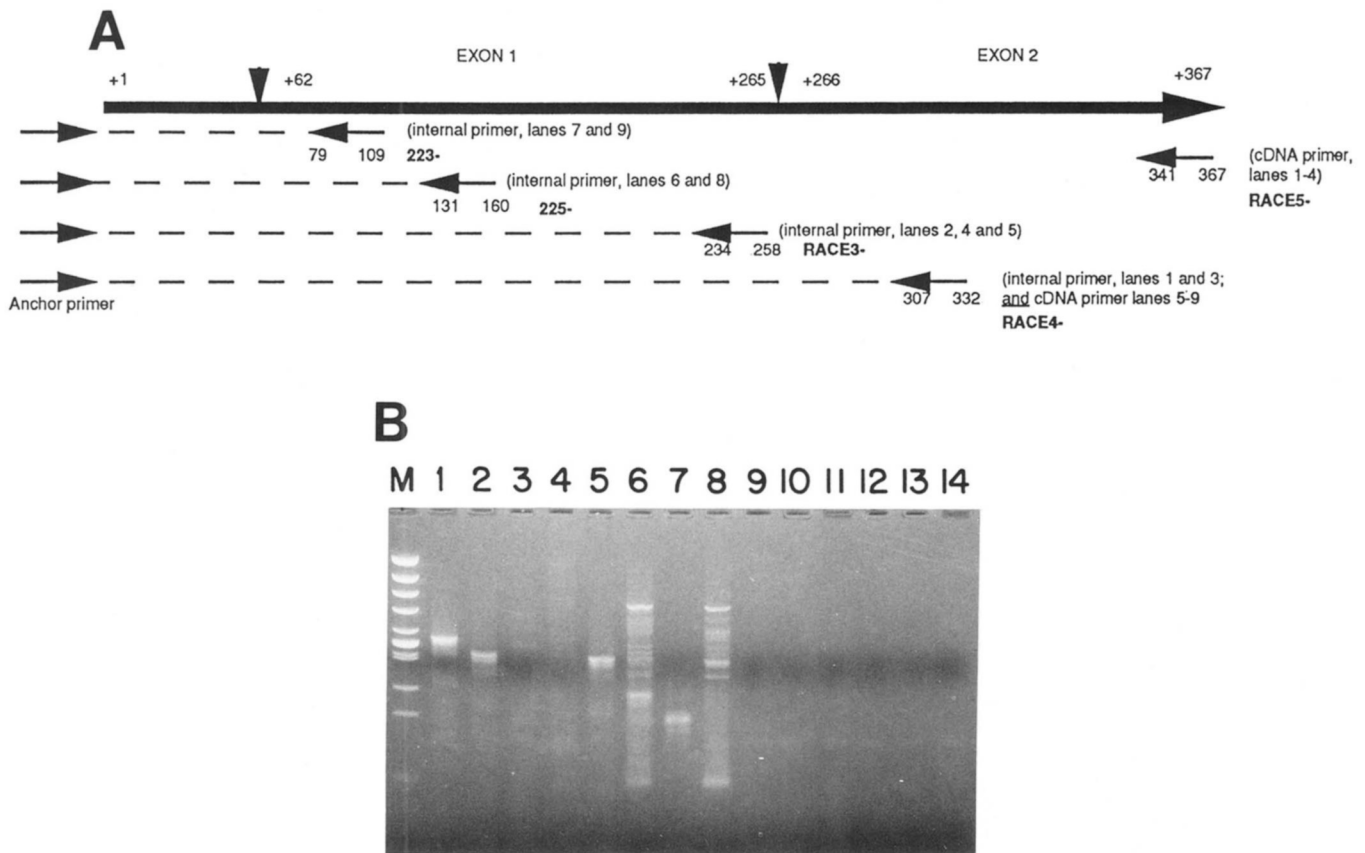 A
EXON 1
EXON 2
+1
+62
+265
+266
+367
(internal primer, lanes 7 and 9)
79
109
223-
(cDNA primer,
lanes 1-4)
341
367
RACE5-
(internal primer, lanes 6 and 8)
131
160
225-
(internal primer, lanes 2, 4 and 5)
234
258
RACE3-
Anchor primer
(internal primer, lanes 1 and 3;
and cDNA primer lanes 5-9
307
332
RACE4-
B
M 1 2 3 4 5 6 7 8 9 10 11 12 13 14